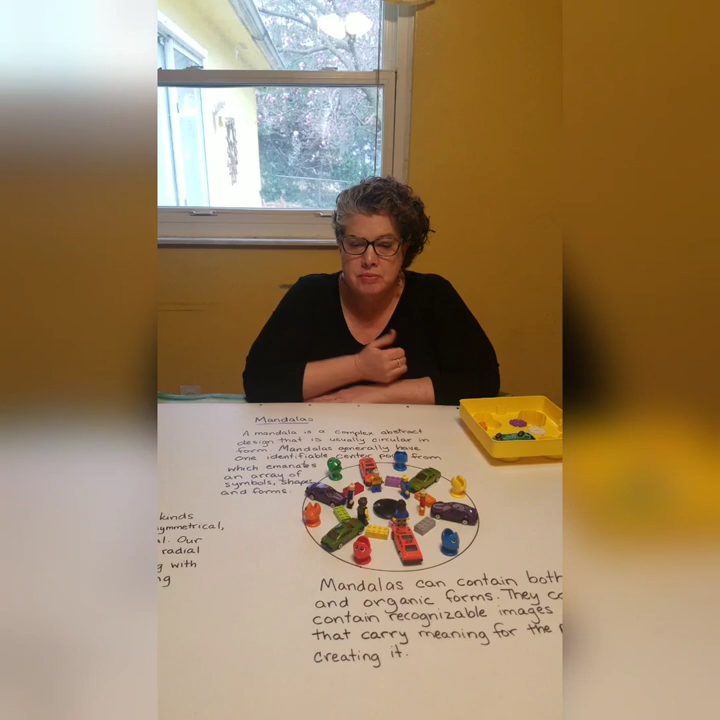 Mandalas
A mandala is a complex abstract
design that is usually circular in
form. Mandalas generally have
one identifiable center point from
which emanates
an array of
symbols, shapes
and forms.
kinds
symmetrical,
Our
radial
with
Mandalas can contain both
and organic forms. They
contain recognizable images
that carry meaning for the
creating it.